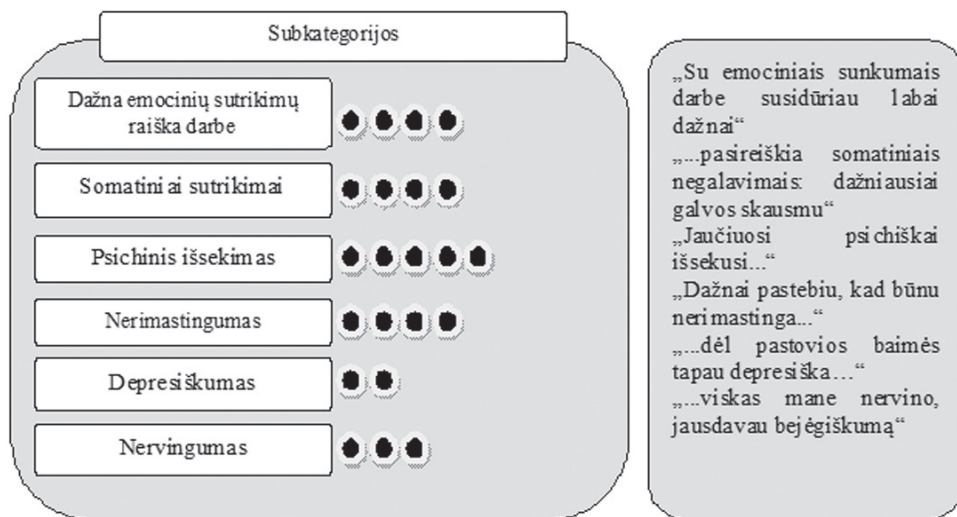 Subkategorijos
Dažna emocinių sutrikimų
raiška darbe
Somatiniai sutrikimai
Psichinis išsekimas
Nerimastingumas
Depresiškumas
Nervingumas
„Su emociniais sunkumais
darbe susidūriau labai
dažnai“
„...pasireiškia somatiniais
negalavimais: dažniausiai
galvos skausmu“
„Jaučiuosi psichiškai
išsekusi...“
„Dažnai pastebiu, kad būnu
nerimastinga...“
„...dėl pastovios baimės
tapau depresiška…“
„...viskas mane nervino,
jausdavau bejėgiškumą“